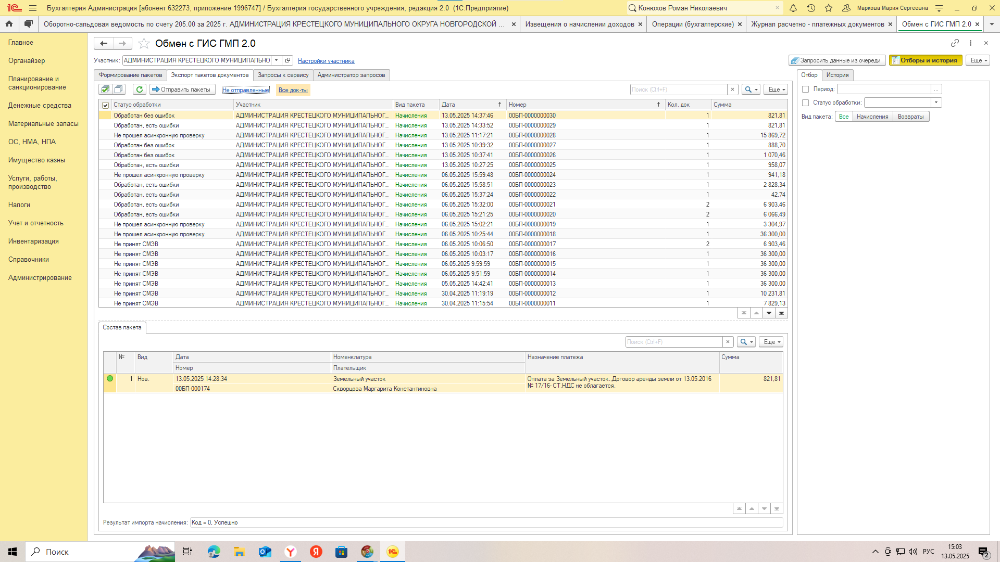 Бухгалтерия Администрация [абонент 632273, приложение 1996747] / Бухгалтерия государственного учреждения, редакция 2.0 (1С:Предприятие)
Конюхов Роман Николаевич
Маркова Мария Сергеевна
Оборотно-сальдовая ведомость по счету 205.00 за 2025 г. АДМИНИСТРАЦИЯ КРЕСТЕЦКОГО МУНИЦИПАЛЬНОГО ОКРУГА НОВГОРОДСКОЙ ...
Извещения о начислении доходов
Операции (бухгалтерские)
Журнал расчетно - платежных документов
Обмен с ГИС ГМП 2.0
Главное
Органайзер
Планирование и
санкционирование
Денежные средства
Материальные запасы
ОС, НМА, НПА
Имущество казны
Услуги, работы,
производство
Налоги
Учет и отчетность
Инвентаризация
Справочники
Администрирование
Обмен с ГИС ГМП 2.0
Участник: АДМИНИСТРАЦИЯ КРЕСТЕЦКОГО МУНИЦИПАЛЬНО Настройки участника
Запросить данные из очереди Отборы и история Еще
Формирование пакетов Экспорт пакетов документов Запросы к сервису Администратор запросов
Отправить пакеты Не отправленные Все док-ты Поиск (Ctrl+F) Еще
Статус обработки Участник Вид пакета Дата Номер Кол. док Сумма
Обработан без ошибок АДМИНИСТРАЦИЯ КРЕСТЕЦКОГО МУНИЦИПАЛЬНОГ... Начисления 13.05.2025 14:37:46 00БП-0000000030 1 821,81
Обработан, есть ошибки АДМИНИСТРАЦИЯ КРЕСТЕЦКОГО МУНИЦИПАЛЬНОГ... Начисления 13.05.2025 14:33:52 00БП-0000000029 1 821,81
Не прошел асинхронную проверку АДМИНИСТРАЦИЯ КРЕСТЕЦКОГО МУНИЦИПАЛЬНОГ... Начисления 13.05.2025 11:17:21 00БП-0000000028 1 15 869,72
Обработан без ошибок АДМИНИСТРАЦИЯ КРЕСТЕЦКОГО МУНИЦИПАЛЬНОГ... Начисления 13.05.2025 10:39:32 00БП-0000000027 1 888,70
Обработан без ошибок АДМИНИСТРАЦИЯ КРЕСТЕЦКОГО МУНИЦИПАЛЬНОГ... Начисления 13.05.2025 10:37:41 00БП-0000000026 1 1 070,46
Обработан, есть ошибки АДМИНИСТРАЦИЯ КРЕСТЕЦКОГО МУНИЦИПАЛЬНОГ... Начисления 13.05.2025 10:27:25 00БП-0000000025 1 958,07
Не прошел асинхронную проверку АДМИНИСТРАЦИЯ КРЕСТЕЦКОГО МУНИЦИПАЛЬНОГ... Начисления 06.05.2025 15:59:48 00БП-0000000024 1 941,18
Обработан, есть ошибки АДМИНИСТРАЦИЯ КРЕСТЕЦКОГО МУНИЦИПАЛЬНОГ... Начисления 06.05.2025 15:58:51 00БП-0000000023 1 2 828,34
Обработан, есть ошибки АДМИНИСТРАЦИЯ КРЕСТЕЦКОГО МУНИЦИПАЛЬНОГ... Начисления 06.05.2025 15:37:24 00БП-0000000022 1 42,74
Обработан, есть ошибки АДМИНИСТРАЦИЯ КРЕСТЕЦКОГО МУНИЦИПАЛЬНОГ... Начисления 06.05.2025 15:32:00 00БП-0000000021 2 6 903,46
Обработан, есть ошибки АДМИНИСТРАЦИЯ КРЕСТЕЦКОГО МУНИЦИПАЛЬНОГ... Начисления 06.05.2025 15:21:25 00БП-0000000020 2 6 066,49
Не прошел асинхронную проверку АДМИНИСТРАЦИЯ КРЕСТЕЦКОГО МУНИЦИПАЛЬНОГ... Начисления 06.05.2025 15:02:21 00БП-0000000019 1 3 304,97
Не прошел асинхронную проверку АДМИНИСТРАЦИЯ КРЕСТЕЦКОГО МУНИЦИПАЛЬНОГ... Начисления 06.05.2025 10:25:44 00БП-0000000018 1 36 300,00
Не принят СМЭВ АДМИНИСТРАЦИЯ КРЕСТЕЦКОГО МУНИЦИПАЛЬНОГ... Начисления 06.05.2025 10:06:50 00БП-0000000017 2 6 903,46
Не принят СМЭВ АДМИНИСТРАЦИЯ КРЕСТЕЦКОГО МУНИЦИПАЛЬНОГ... Начисления 06.05.2025 10:03:17 00БП-0000000016 1 36 300,00
Не принят СМЭВ АДМИНИСТРАЦИЯ КРЕСТЕЦКОГО МУНИЦИПАЛЬНОГ... Начисления 06.05.2025 9:59:59 00БП-0000000015 1 36 300,00
Не принят СМЭВ АДМИНИСТРАЦИЯ КРЕСТЕЦКОГО МУНИЦИПАЛЬНОГ... Начисления 06.05.2025 9:51:59 00БП-0000000014 1 36 300,00
Не принят СМЭВ АДМИНИСТРАЦИЯ КРЕСТЕЦКОГО МУНИЦИПАЛЬНОГ... Начисления 05.05.2025 14:42:41 00БП-0000000013 1 36 300,00
Не принят СМЭВ АДМИНИСТРАЦИЯ КРЕСТЕЦКОГО МУНИЦИПАЛЬНОГ... Начисления 30.04.2025 11:19:19 00БП-0000000012 1 10 231,81
Не принят СМЭВ АДМИНИСТРАЦИЯ КРЕСТЕЦКОГО МУНИЦИПАЛЬНОГ... Начисления 30.04.2025 11:15:54 00БП-0000000011 1 7 829,13
Отбор История
Период: ...
Статус обработки:
Вид пакета: Все Начисления Возвраты
Состав пакета
Поиск (Ctrl+F) Еще
№ Вид Дата Номенклатура Назначение платежа Сумма
Номер Плательщик
1 Нов. 13.05.2025 14:28:34 Земельный участок Оплата за Земельный участок.,Договор аренды земли от 13.05.2016 821,81
00БП-000174 Скворцова Маргарита Константиновна № 17/16- СТ.НДС не облагается.
Результат импорта начисления: Код = 0, Успешно
Поиск
РУС
15:03
13.05.2025
2